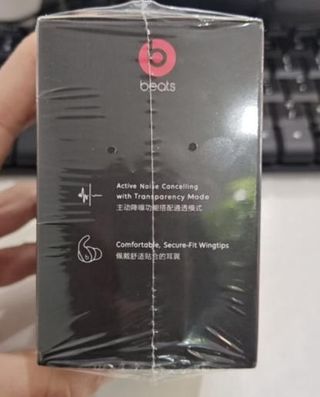 beats
Active Noise Cancelling
with Transparency Mode
主动降噪功能搭配通透模式
Comfortable, Secure-Fit Wingtips
佩戴舒适贴合的耳翼